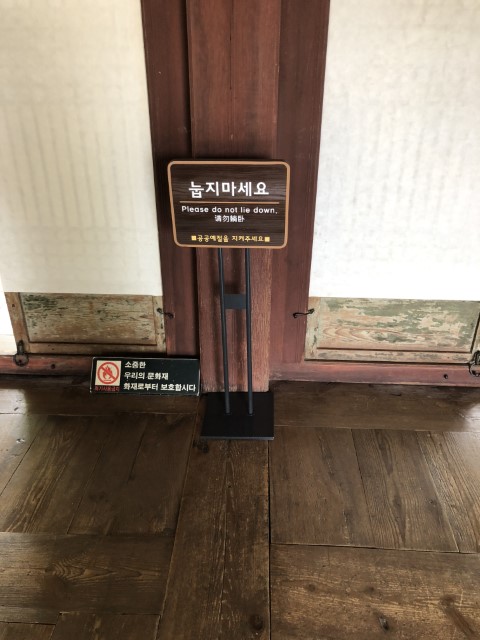 눕지마세요
Please do not lie down.
请勿躺卧
■공공예절을 지켜주세요■
소중한
우리의 문화재
화재로부터 보호합시다